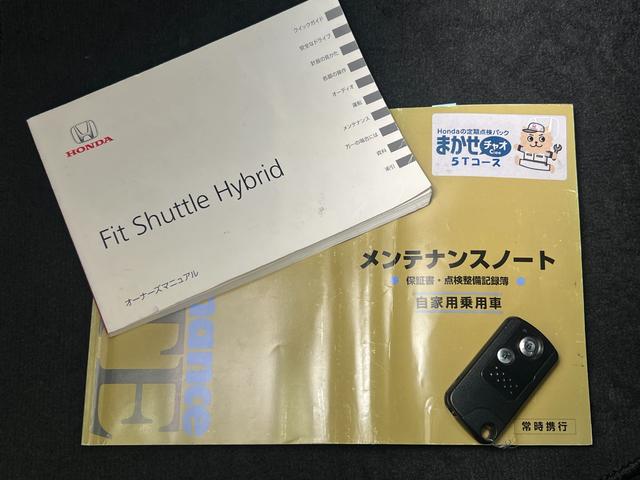 クイックガイド
安全なドライブ
計器の見かた
各部の操作
オーディオ
運転
メンテナンス
万一の場合には
資料
索引
HONDA
Fit Shuttle Hybrid
オーナーズマニュアル
Hondaの定期点検パック
まかせチャオ
5Tコース
メンテナンスノート
保証書・点検整備記録簿
自家用乗用車
常時携行
nance
TE